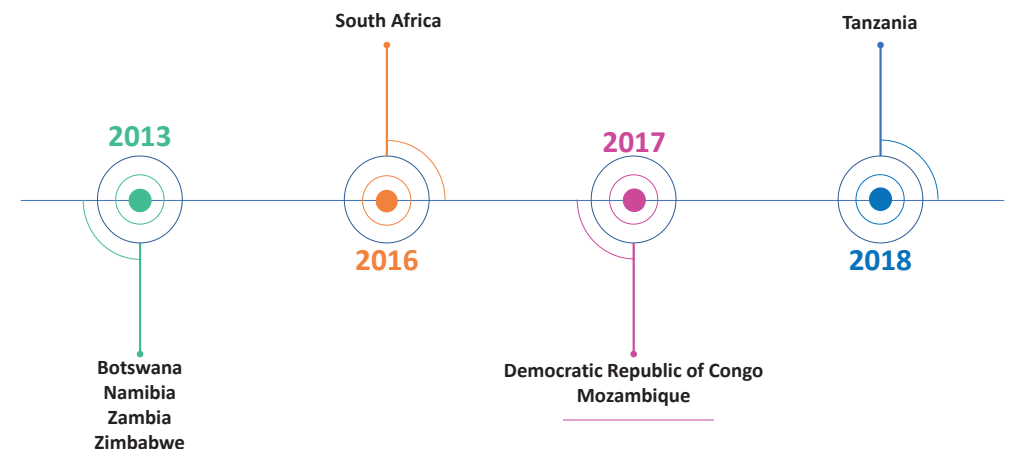 South Africa
Tanzania
2013
2017
2016
2018
Botswana
Namibia
Zambia
Zimbabwe
Democratic Republic of Congo
Mozambique